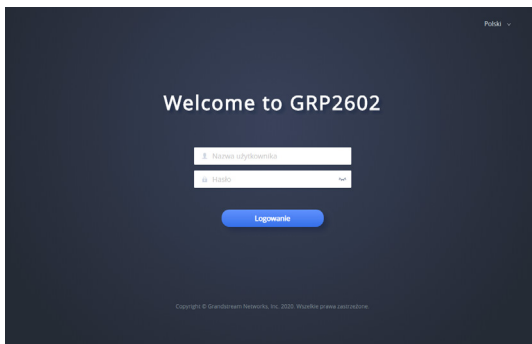 Polski
Welcome to GRP2602
Nazwa użytkownika
Hasło
Logowanie
Copyright © Grandstream Networks, Inc. 2020. Wszelkie prawa zastrzeżone.